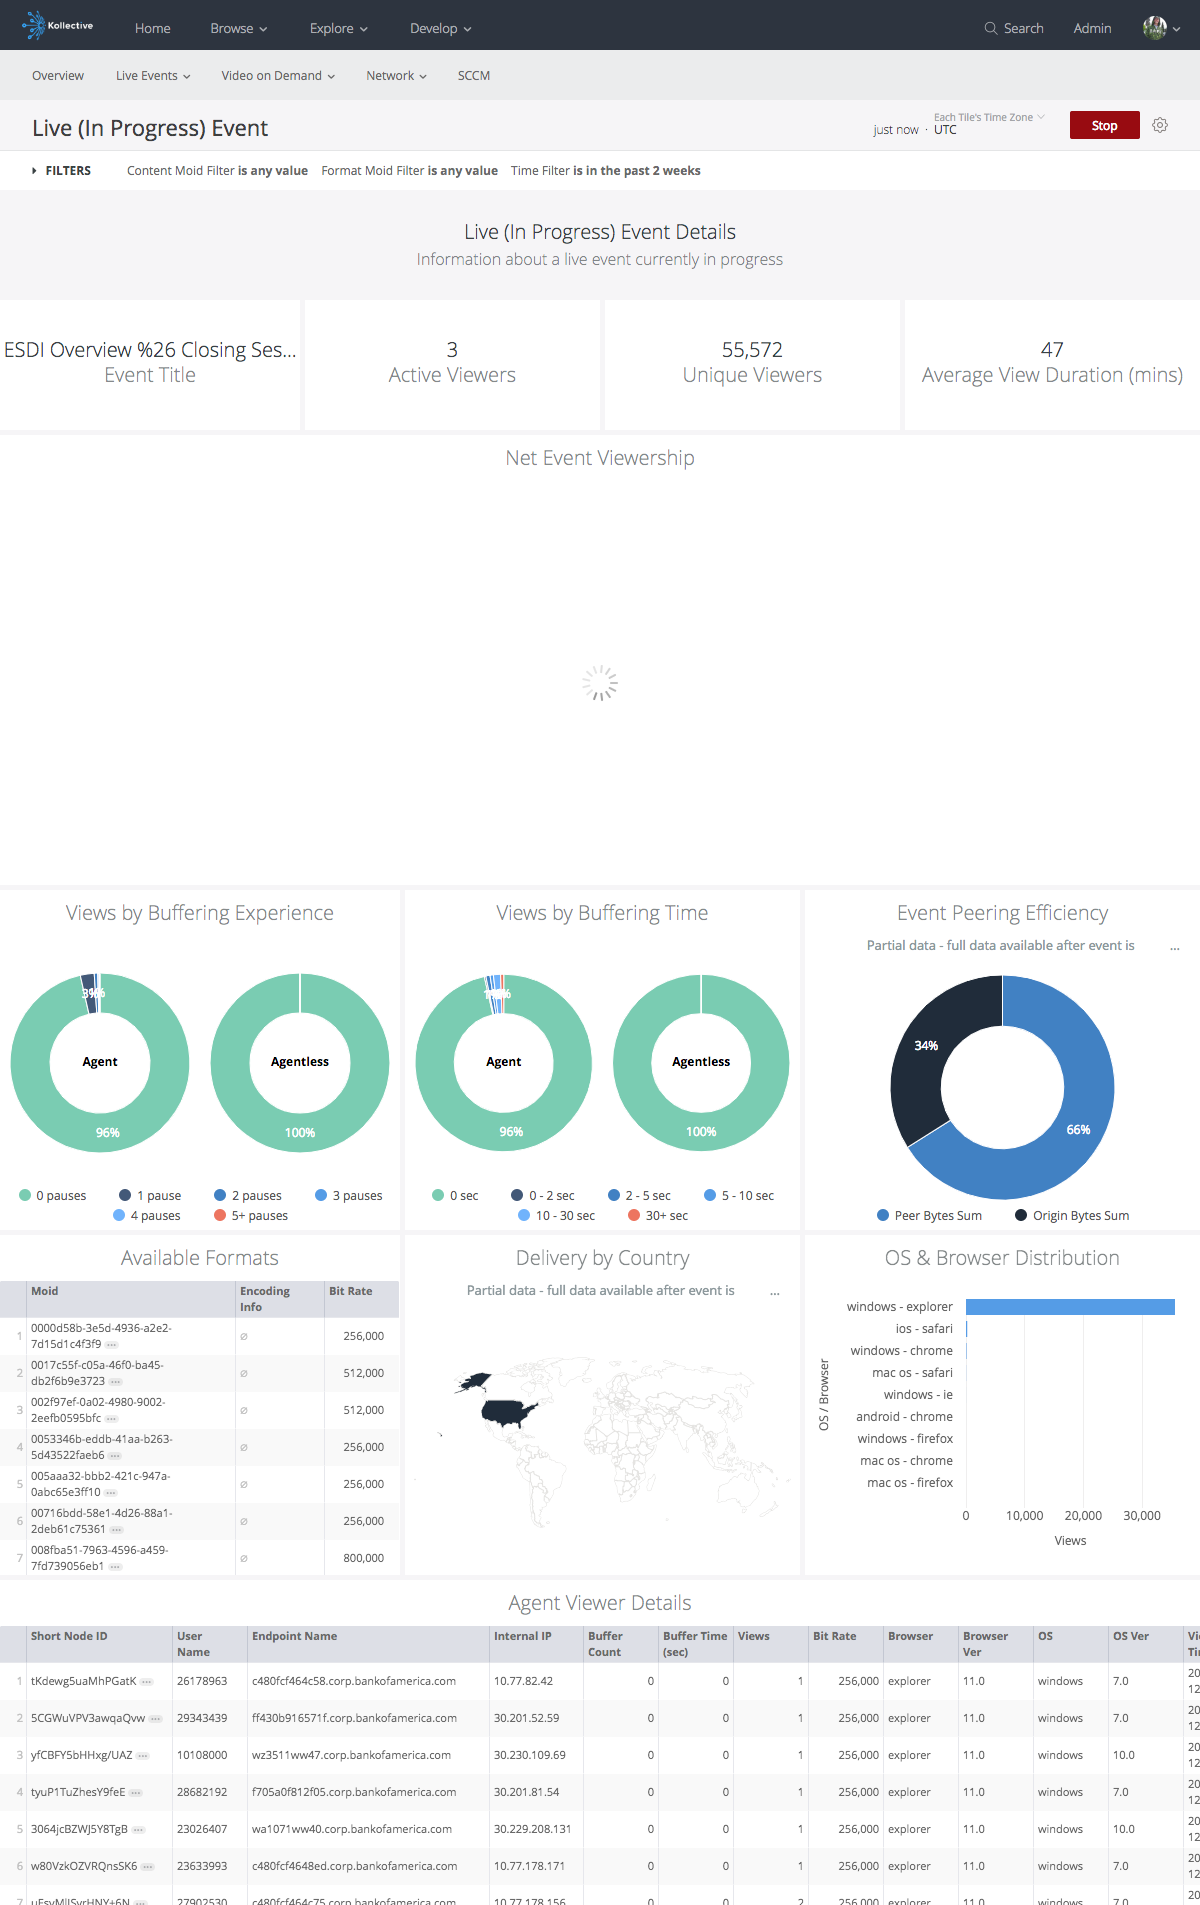 Kollective
Home
Browse
Explore
Develop
Search
Admin
Overview
Live Events
Video on Demand
Network
SCCM
Live (In Progress) Event
just now ·
Each Tile's Time Zone
UTC
Stop
FILTERS
Content Moid Filter is any value
Format Moid Filter is any value
Time Filter is in the past 2 weeks
Live (In Progress) Event Details
Information about a live event currently in progress
ESDI Overview %26 Closing Ses...
Event Title
3
Active Viewers
55,572
Unique Viewers
47
Average View Duration (mins)
Net Event Viewership
Views by Buffering Experience
3%
Agent
96%
Agentless
100%
0 pauses
1 pause
2 pauses
3 pauses
4 pauses
5+ pauses
Views by Buffering Time
Agent
96%
Agentless
100%
0 sec
0 - 2 sec
2 - 5 sec
5 - 10 sec
10 - 30 sec
30+ sec
Event Peering Efficiency
Partial data - full data available after event is ...
34%
66%
Peer Bytes Sum
Origin Bytes Sum
Available Formats
Moid
Encoding Info
Bit Rate
1 0000d58b-3e5d-4936-a2e2-7d15d1c4f3f9 ∅ 256,000
2 0017c55f-c05a-46f0-ba45-db2f6b9e3723 ∅ 512,000
3 002f97ef-0a02-4980-9002-2eefb0595bfc ∅ 512,000
4 0053346b-eddb-41aa-b263-5d43522faeb6 ∅ 256,000
5 005aaa32-bbb2-421c-947a-0abc65e3ff10 ∅ 256,000
6 00716bdd-58e1-4d26-88a1-2deb61c75361 ∅ 256,000
7 008fba51-7963-4596-a459-7fd739056eb1 ∅ 800,000
Delivery by Country
Partial data - full data available after event is ...
OS & Browser Distribution
OS / Browser
windows - explorer
ios - safari
windows - chrome
mac os - safari
windows - ie
android - chrome
windows - firefox
mac os - chrome
mac os - firefox
0 10,000 20,000 30,000
Views
Agent Viewer Details
Short Node ID
User Name
Endpoint Name
Internal IP
Buffer Count
Buffer Time (sec)
Views
Bit Rate
Browser
Browser Ver
OS
OS Ver
1 tKdewg5uaMhPGatK 26178963 c480fcf464c58.corp.bankofamerica.com 10.77.82.42 0 0 1 256,000 explorer 11.0 windows 7.0 20 12
2 5CGWuVPV3awqaQvw 29343439 ff430b916571f.corp.bankofamerica.com 30.201.52.59 0 0 1 256,000 explorer 11.0 windows 7.0 20 12
3 yfCBFY5bHHxg/UAZ 10108000 wz3511ww47.corp.bankofamerica.com 30.230.109.69 0 0 1 256,000 explorer 11.0 windows 10.0 20 12
4 tyuP1TuZhesY9feE 28682192 f705a0f812f05.corp.bankofamerica.com 30.201.81.54 0 0 1 256,000 explorer 11.0 windows 7.0 20 12
5 3064jcBZWJ5Y8TgB 23026407 wa1071ww40.corp.bankofamerica.com 30.229.208.131 0 0 1 256,000 explorer 11.0 windows 10.0 20 12
6 w80VzkOZVRQnsSK6 23633993 c480fcf4648ed.corp.bankofamerica.com 10.77.178.171 0 0 1 256,000 explorer 11.0 windows 7.0 20 12
7 27902530 c480fcf464c75.corp.bankofamerica.com 10.77.178.156 0 0 2 256,000 explorer 11.0 windows 7.0 20